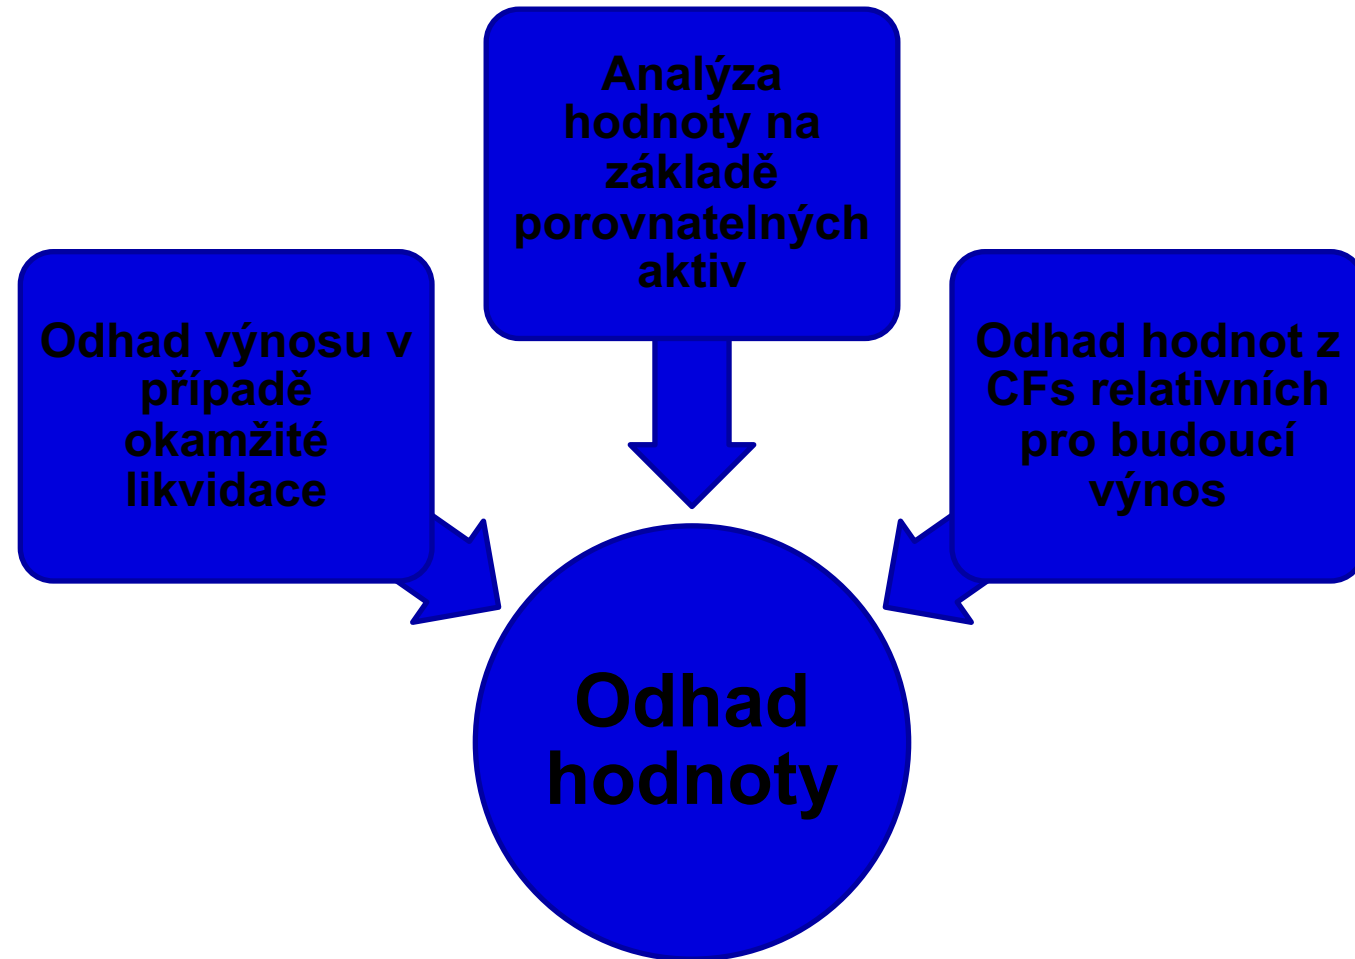 Analýza
hodnoty na
základě
porovnatelných
aktiv
Odhad výnosu v
případě
okamžité
likvidace
Odhad hodnot z
CFs relativních
pro budoucí
výnos
Odhad
hodnoty